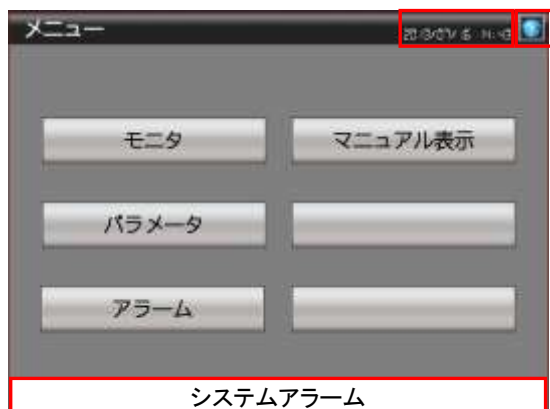 メニュー
モニタ
マニュアル表示
パラメータ
アラーム
システムアラーム